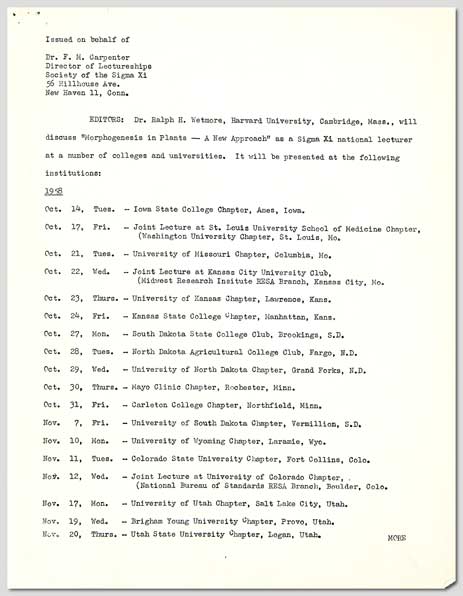 Issued on behalf of
Dr. F. M. Carpenter
Director of Lectureships
Society of the Sigma Xi
56 Hillhouse Ave.
New Haven 11, Conn.
EDITORS: Dr. Ralph H. Wetmore, Harvard University, Cambridge, Mass., will
discuss "Morphogenesis in Plants — A New Approach" as a Sigma Xi national lecturer
at a number of colleges and universities. It will be presented at the following
institutions:
1958
Oct. 14, Tues. - Iowa State College Chapter, Ames, Iowa.
Oct. 17, Fri. - Joint Lecture at St. Louis University School of Medicine Chapter,
(Washington University Chapter, St. Louis, Mo.
Oct. 21, Tues. - University of Missouri Chapter, Columbia, Mo.
Oct. 22, Wed. - Joint Lecture at Kansas City University Club,
(Midwest Research Insitute RESA Branch, Kansas City, Mo.
Oct. 23, Thurs. - University of Kansas Chapter, Lawrence, Kans.
Oct. 24, Fri. - Kansas State College Chapter, Manhattan, Kans.
Oct. 27, Mon. - South Dakota State College Club, Brookings, S.D.
Oct. 28, Tues. - North Dakota Agricultural College Club, Fargo, N.D.
Oct. 29, Wed. - University of North Dakota Chapter, Grand Forks, N.D.
Oct. 30, Thurs. - Mayo Clinic Chapter, Rochester, Minn.
Oct. 31, Fri. - Carleton College Chapter, Northfield, Minn.
Nov. 7, Fri. - University of South Dakota Chapter, Vermillion, S.D.
Nov. 10, Mon. - University of Wyoming Chapter, Laramie, Wyo.
Nov. 11, Tues. - Colorado State University Chapter, Fort Collins, Colo.
Nov. 12, Wed. - Joint Lecture at University of Colorado Chapter,
(National Bureau of Standards RESA Branch, Boulder, Colo.
Nov. 17, Mon. - University of Utah Chapter, Salt Lake City, Utah.
Nov. 19, Wed. - Brigham Young University Chapter, Provo, Utah.
Nov. 20, Thurs. - Utah State University Chapter, Logan, Utah.
MORE